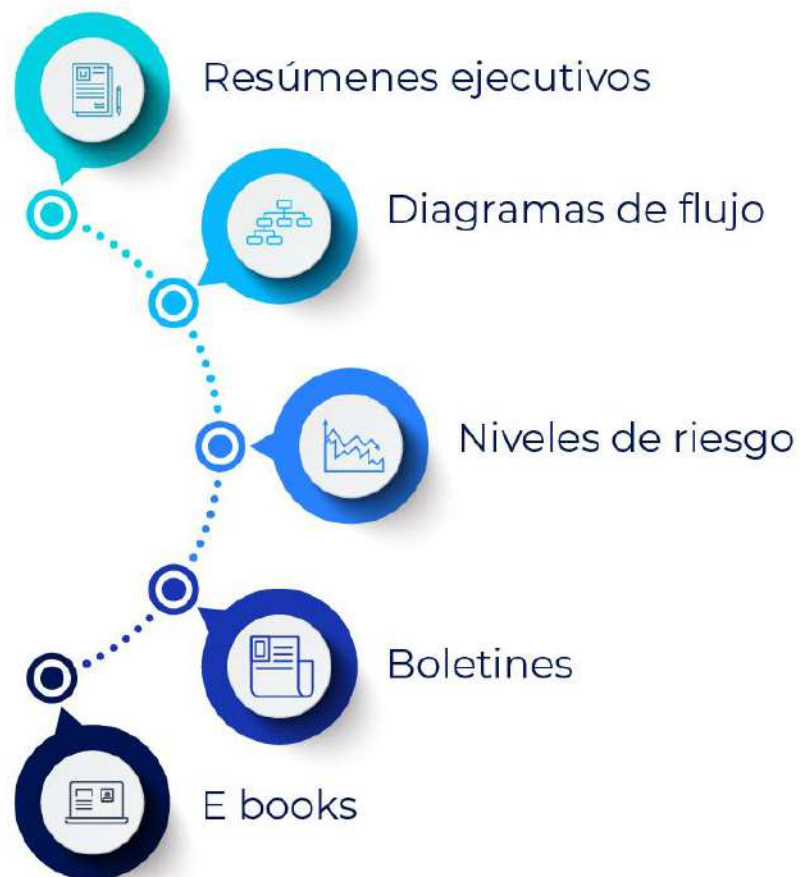 Resúmenes ejecutivos
Diagramas de flujo
Niveles de riesgo
Boletines
E books